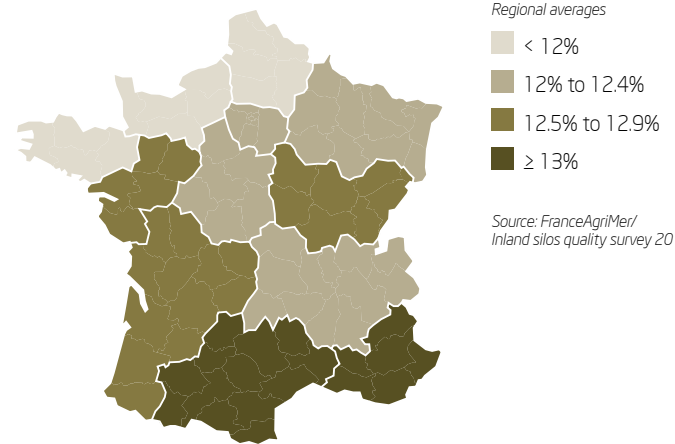 Regional averages
< 12%
12% to 12.4%
12.5% to 12.9%
≥ 13%
Source: FranceAgriMer/
Inland silos quality survey 20